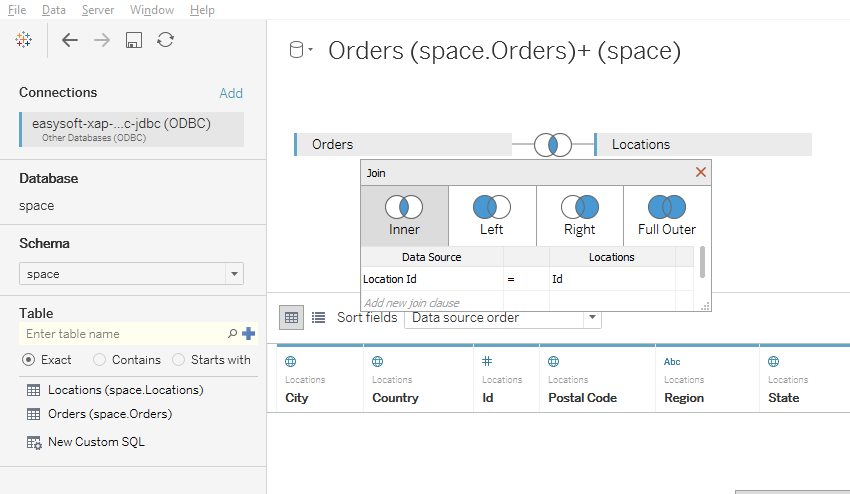 File Data Server Window Help
Connections Add
easysoft-xap-...c-jdbc (ODBC)
Other Databases (ODBC)
Database
space
Schema
space
Table
Enter table name
Exact Contains Starts with
Locations (space.Locations)
Orders (space.Orders)
New Custom SQL
Orders (space.Orders)+ (space)
Orders Locations
Join
Inner Left Right Full Outer
Data Source Locations
Location Id = Id
Add new join clause
Sort fields Data source order
Abc
Locations Locations Locations Locations Locations Locations
City Country Id Postal Code Region State